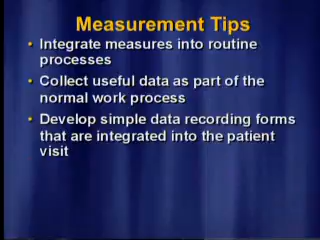 Measurement Tips
• Integrate measures into routine
processes
• Collect useful data as part of the
normal work process
• Develop simple data recording forms
that are integrated into the patient
visit